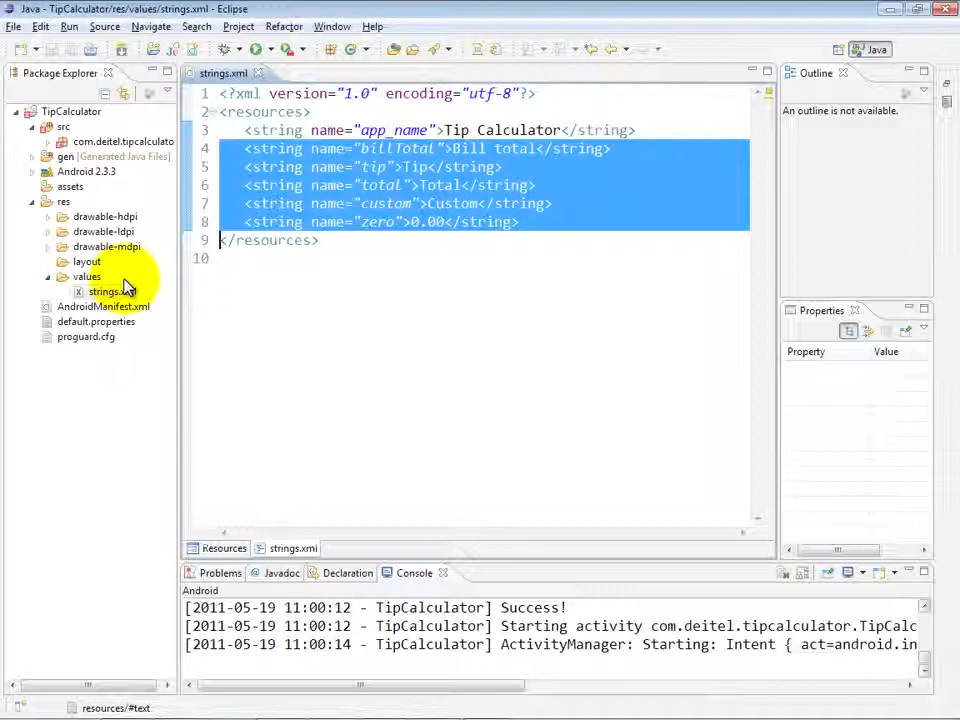 Java - TipCalculator/res/values/strings.xml - Eclipse
File Edit Run Source Navigate Search Project Refactor Window Help
Java
Package Explorer
TipCalculator
src
com.deitel.tipcalculato
gen [Generated Java Files]
Android 2.3.3
assets
res
drawable-hdpi
drawable-ldpi
drawable-mdpi
layout
values
AndroidManifest.xml
default.properties
proguard.cfg
strings.xml
1 <?xml version="1.0" encoding="utf-8"?>
2 <resources>
3 <string name="app_name">Tip Calculator</string>
4 <string name="billTotal">Bill total</string>
5 <string name="tip">Tip</string>
6 <string name="total">Total</string>
7 <string name="custom">Custom</string>
8 <string name="zero">0.00</string>
9 </resources>
10
Resources strings.xml
Outline
An outline is not available.
Properties
Property Value
Problems Javadoc Declaration Console
Android
[2011-05-19 11:00:12 - TipCalculator] Success!
[2011-05-19 11:00:12 - TipCalculator] Starting activity com.deitel.tipcalculator.TipCalc
[2011-05-19 11:00:14 - TipCalculator] ActivityManager: Starting: Intent { act=android.in
resources/#text